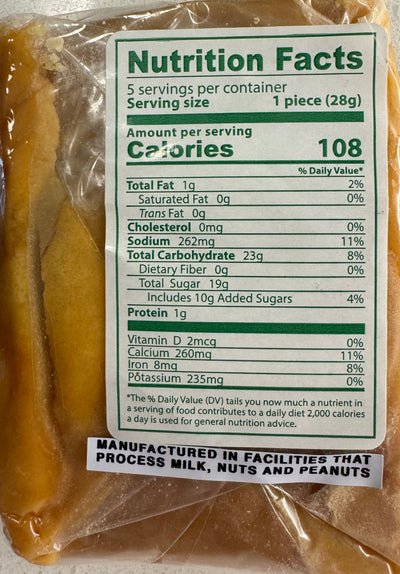 Nutrition Facts
5 servings per container
Serving size 1 piece (28g)
Amount per serving
Calories 108
% Daily Value*
Total Fat 1g 2%
Saturated Fat 0g 0%
Trans Fat 0g
Cholesterol 0mg 0%
Sodium 262mg 11%
Total Carbohydrate 23g 8%
Dietary Fiber 0g 0%
Total Sugar 19g
Includes 10g Added Sugars 4%
Protein 1g
Vitamin D 2mcg 0%
Calcium 260mg 11%
Iron 8mg 8%
Potassium 235mg 0%
*The % Daily Value (DV) tails you now much a nutrient in
a serving of food contributes to a daily diet 2,000 calories
a day is used for general nutrition advice.
MANUFACTURED IN FACILITIES THAT
PROCESS MILK, NUTS AND PEANUTS